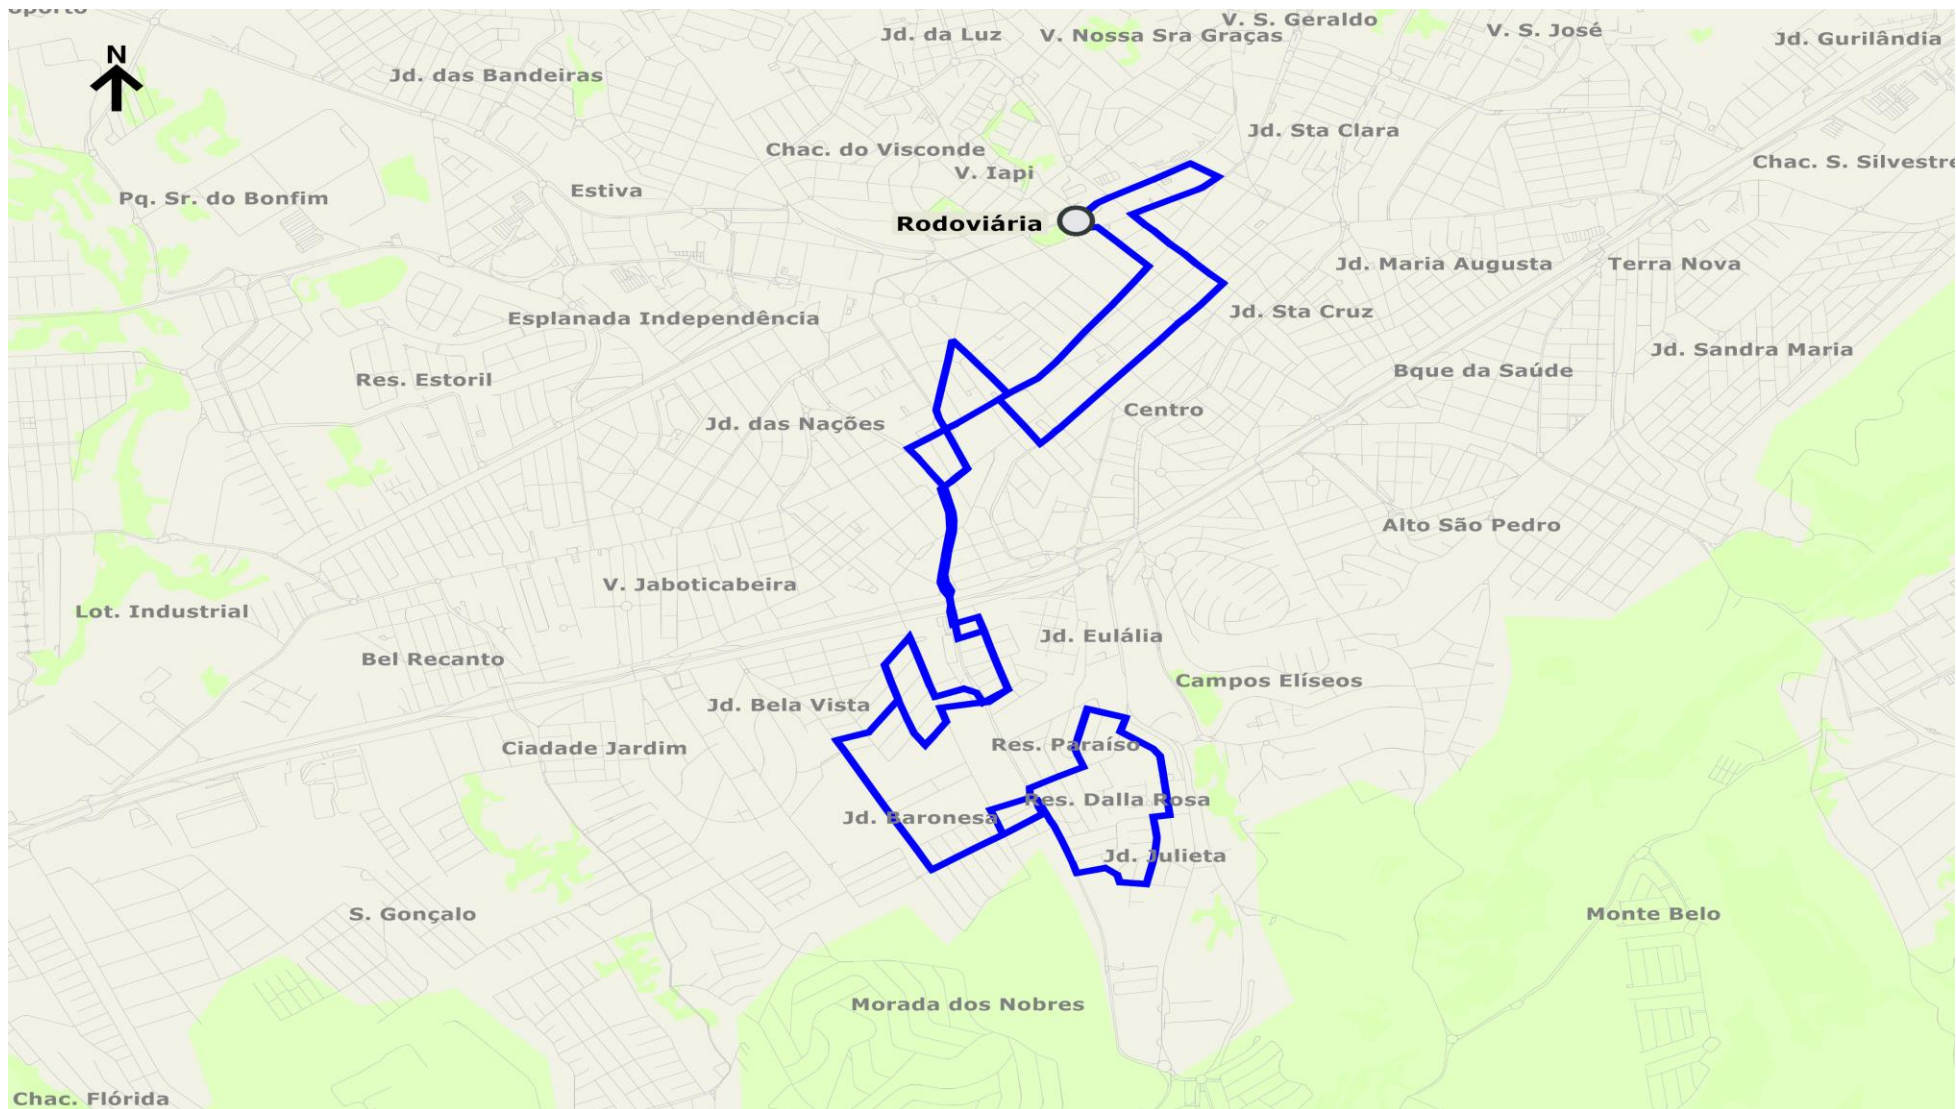 V. S. Geraldo
Jd. da Luz
V. Nossa Sra Graças
V. S. José
Jd. Gurilândia
N
Jd. das Bandeiras
Jd. Sta Clara
Chac. do Visconde
Chac. S. Silvestre
V. Iapi
Estiva
Pq. Sr. do Bonfim
Rodoviária
Jd. Maria Augusta
Terra Nova
Jd. Sta Cruz
Esplanada Independência
Jd. Sandra Maria
Bque da Saúde
Res. Estoril
Centro
Jd. das Nações
Alto São Pedro
V. Jaboticabeira
Lot. Industrial
Jd. Eulália
Bel Recanto
Campos Elíseos
Jd. Bela Vista
Res. Paraíso
Ciadade Jardim
Res. Dalla Rosa
Jd. Baronesa
Jd. Julieta
S. Gonçalo
Monte Belo
Morada dos Nobres
Chac. Flórida